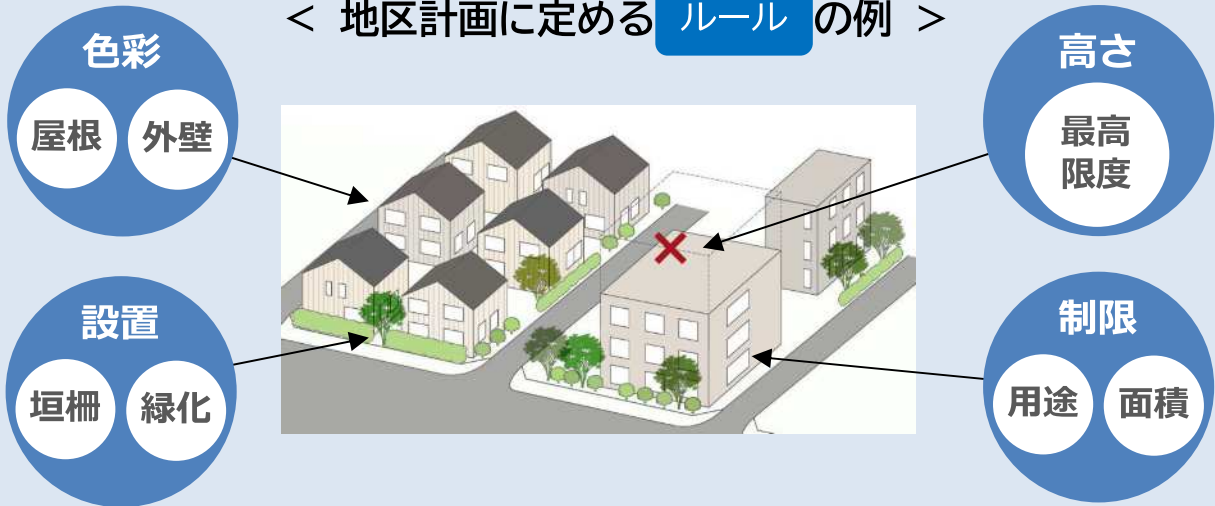 < 地区計画に定める ルール の例 >
色彩
屋根 外壁
高さ
最高
限度
設置
垣柵 緑化
制限
用途 面積